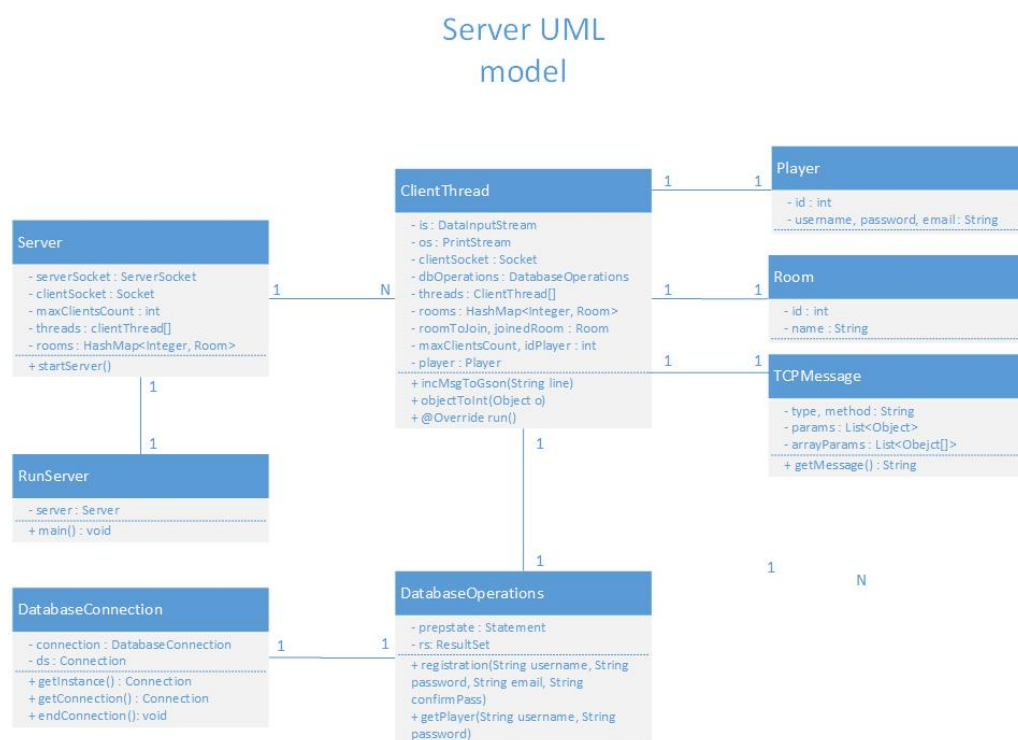 Server UML
model
Server
- serverSocket : ServerSocket
- clientSocket : Socket
- maxClientsCount : int
- threads : clientThread[]
- rooms : HashMap<Integer, Room>
+ startServer()
1
N
1
1
RunServer
- server : Server
+ main() : void
ClientThread
- is : DataInputStream
- os : PrintStream
- clientSocket : Socket
- dbOperations : DatabaseOperations
- threads : ClientThread[]
- rooms : HashMap<Integer, Room>
- roomToJoin, joinedRoom : Room
- maxClientsCount, idPlayer : int
- player : Player
+ incMsgToGson(String line)
+ objectToInt(Object o)
+ @Override run()
1
1
1
1
1
1
1
1
Player
- id : int
- username, password, email : String
Room
- id : int
- name : String
TCPMessage
- type, method : String
- params : List<Object>
- arrayParams : List<Obejct[]>
+ getMessage() : String
1
N
DatabaseConnection
- connection : DatabaseConnection
- ds : Connection
+ getInstance() : Connection
+ getConnection() : Connection
+ endConnection(): void
1
1
DatabaseOperations
- prepstate : Statement
- rs: ResultSet
+ registration(String username, String
password, String email, String
confirmPass)
+ getPlayer(String username, String
password)